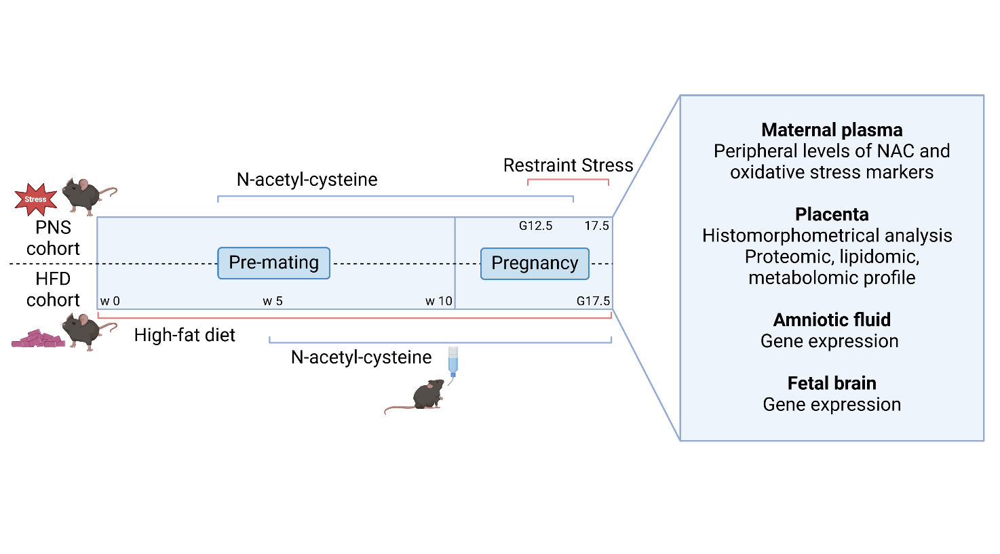 Restraint Stress
N-acetyl-cysteine
Stress
PNS
cohort
G12.5
17.5
Pre-mating
Pregnancy
HFD
cohort
w 0
w 5
w 10
G17.5
High-fat diet
N-acetyl-cysteine
Maternal plasma
Peripheral levels of NAC and
oxidative stress markers
Placenta
Histomorphometrical analysis
Proteomic, lipidomic,
metabolomic profile
Amniotic fluid
Gene expression
Fetal brain
Gene expression